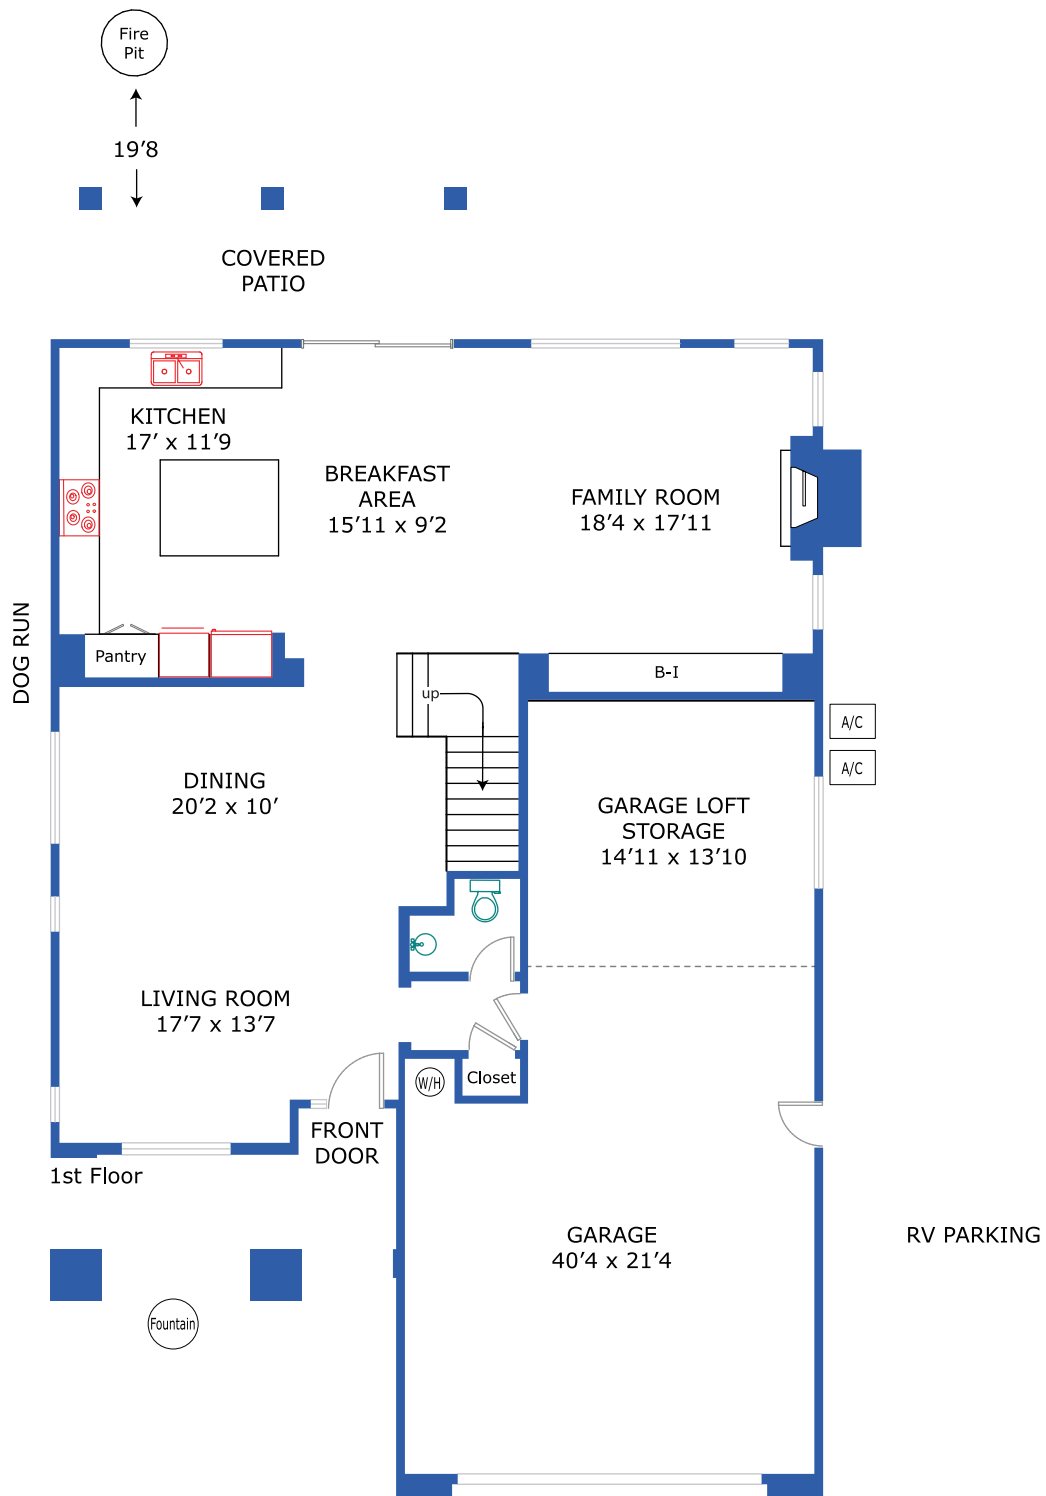 Fire
Pit
19’8
COVERED
PATIO
KITCHEN
17’ x 11’9
BREAKFAST
AREA
15’11 x 9’2
FAMILY ROOM
18’4 x 17’11
DOG RUN
Pantry
up
B-I
A/C
A/C
DINING
20’2 x 10’
GARAGE LOFT
STORAGE
14’11 x 13’10
LIVING ROOM
17’7 x 13’7
W/H
Closet
FRONT
DOOR
1st Floor
GARAGE
40’4 x 21’4
RV PARKING
Fountain